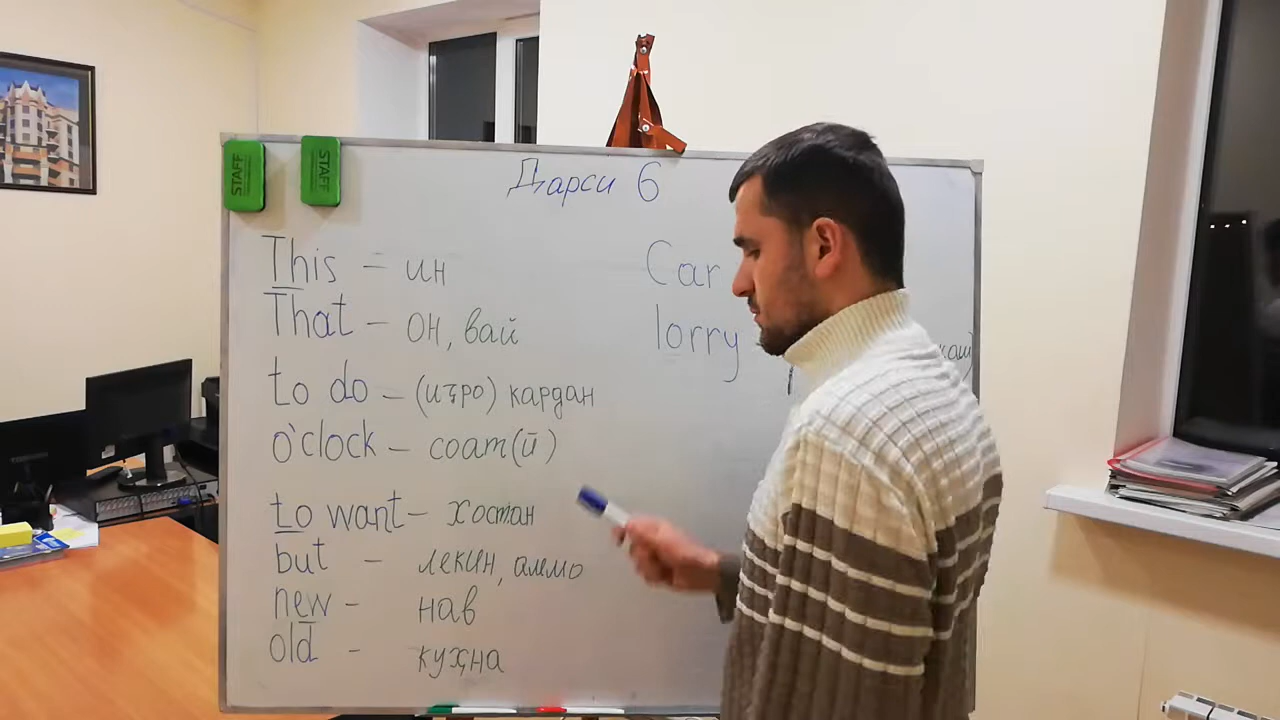 STAFF
STAFF
Дарси 6
This – ин
That – он, вай
to do – (иҷро) кардан
o'clock – соат(ӣ)
to want – хостан
but – лекин, аммо
new – нав
old – куҳна
Car
lorry